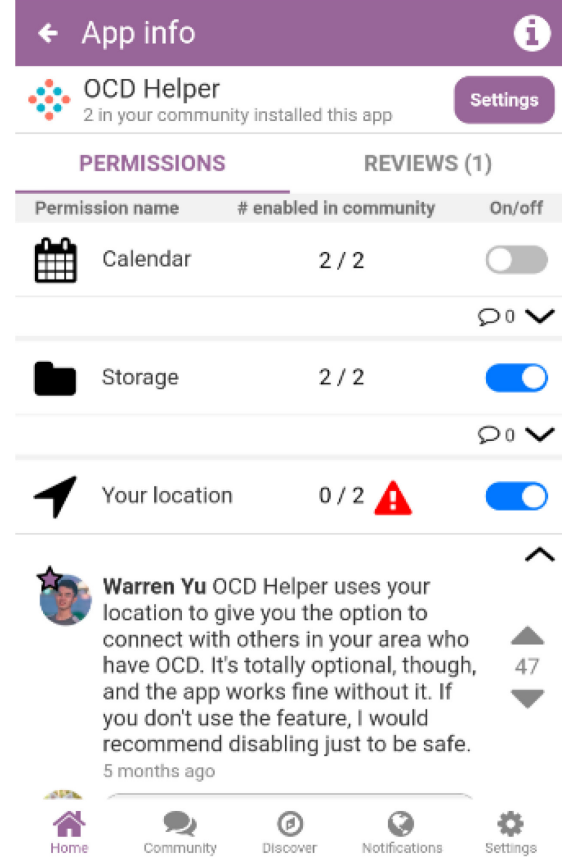 App info
OCD Helper
2 in your community installed this app
Settings
PERMISSIONS
REVIEWS (1)
Permission name # enabled in community On/off
Calendar 2 / 2
0
Storage 2 / 2
0
Your location 0 / 2
Warren Yu OCD Helper uses your
location to give you the option to
connect with others in your area who
have OCD. It's totally optional, though,
and the app works fine without it. If
you don't use the feature, I would
recommend disabling just to be safe.
47
5 months ago
Home Community Discover Notifications Settings